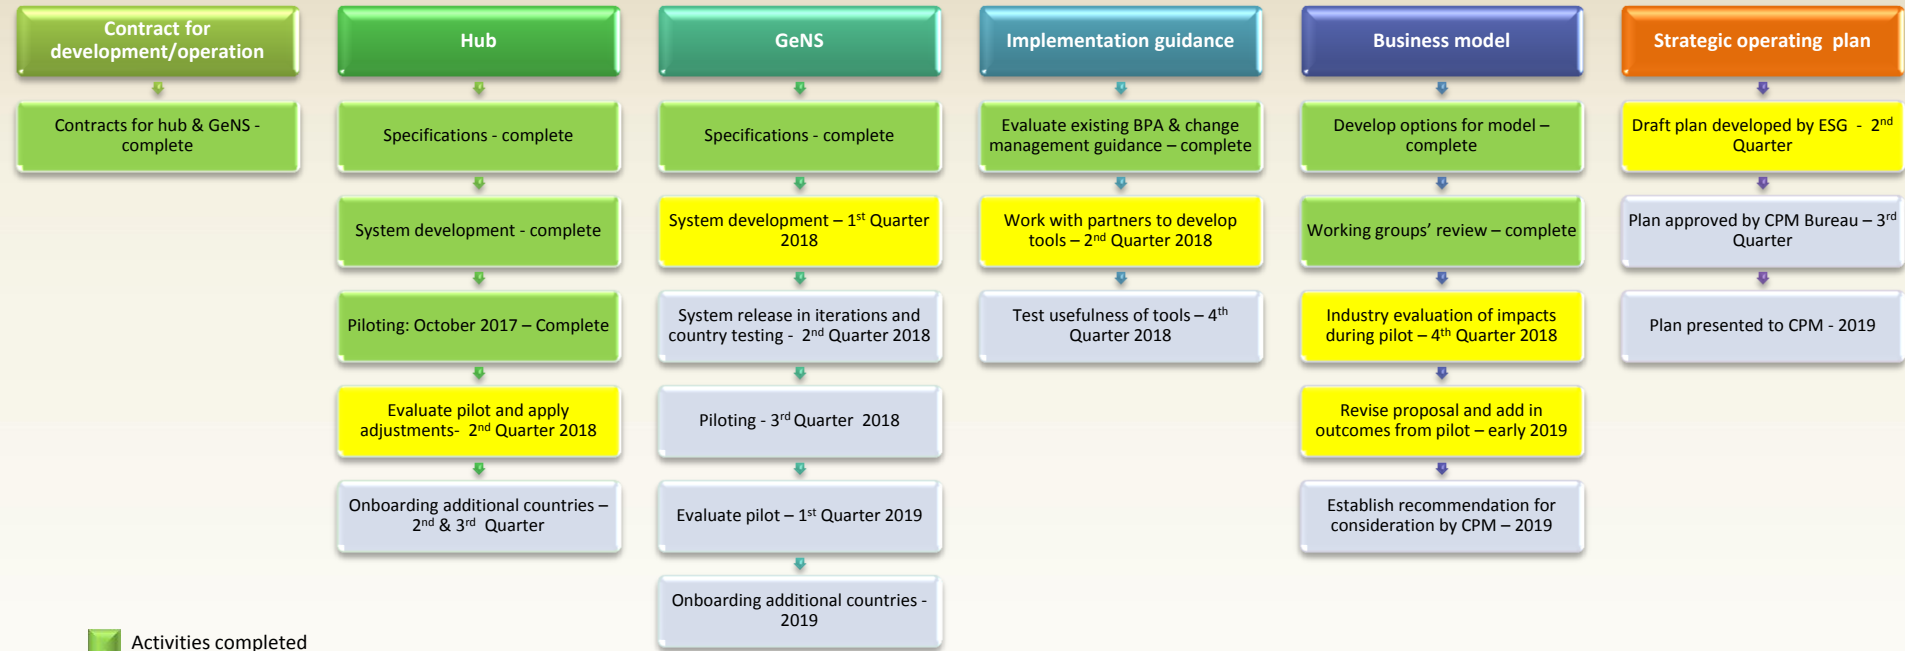 Contract for
development/operation
Contracts for hub & GeNS -
complete
Hub
Specifications - complete
System development - complete
Piloting: October 2017 – Complete
Evaluate pilot and apply
adjustments- 2nd Quarter 2018
Onboarding additional countries –
2nd & 3rd Quarter
GeNS
Specifications - complete
System development – 1st Quarter
2018
System release in iterations and
country testing - 2nd Quarter 2018
Piloting - 3rd Quarter 2018
Evaluate pilot – 1st Quarter 2019
Onboarding additional countries -
2019
Implementation guidance
Evaluate existing BPA & change
management guidance – complete
Work with partners to develop
tools – 2nd Quarter 2018
Test usefulness of tools – 4th
Quarter 2018
Business model
Develop options for model –
complete
Working groups’ review – complete
Industry evaluation of impacts
during pilot – 4th Quarter 2018
Revise proposal and add in
outcomes from pilot – early 2019
Establish recommendation for
consideration by CPM – 2019
Strategic operating plan
Draft plan developed by ESG - 2nd
Quarter
Plan approved by CPM Bureau – 3rd
Quarter
Plan presented to CPM - 2019
Activities completed